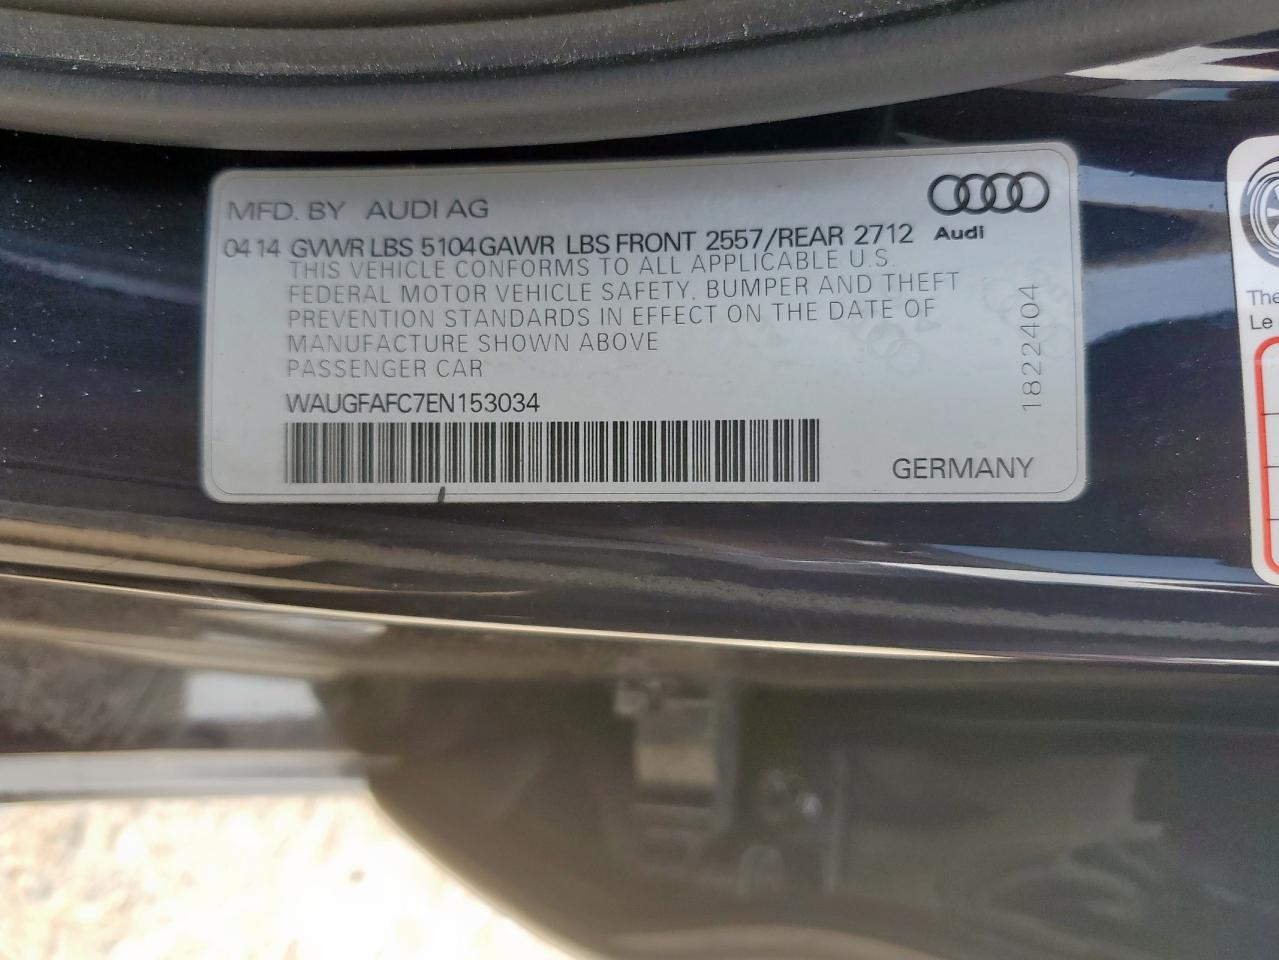 MFD. BY AUDI AG
04 14 GVWR LBS 5104 GAWR LBS FRONT 2557/REAR 2712
Audi
THIS VEHICLE CONFORMS TO ALL APPLICABLE U.S.
FEDERAL MOTOR VEHICLE SAFETY, BUMPER AND THEFT
PREVENTION STANDARDS IN EFFECT ON THE DATE OF
MANUFACTURE SHOWN ABOVE
PASSENGER CAR
WAUGFAFC7EN153034
GERMANY
1822404
The
Le